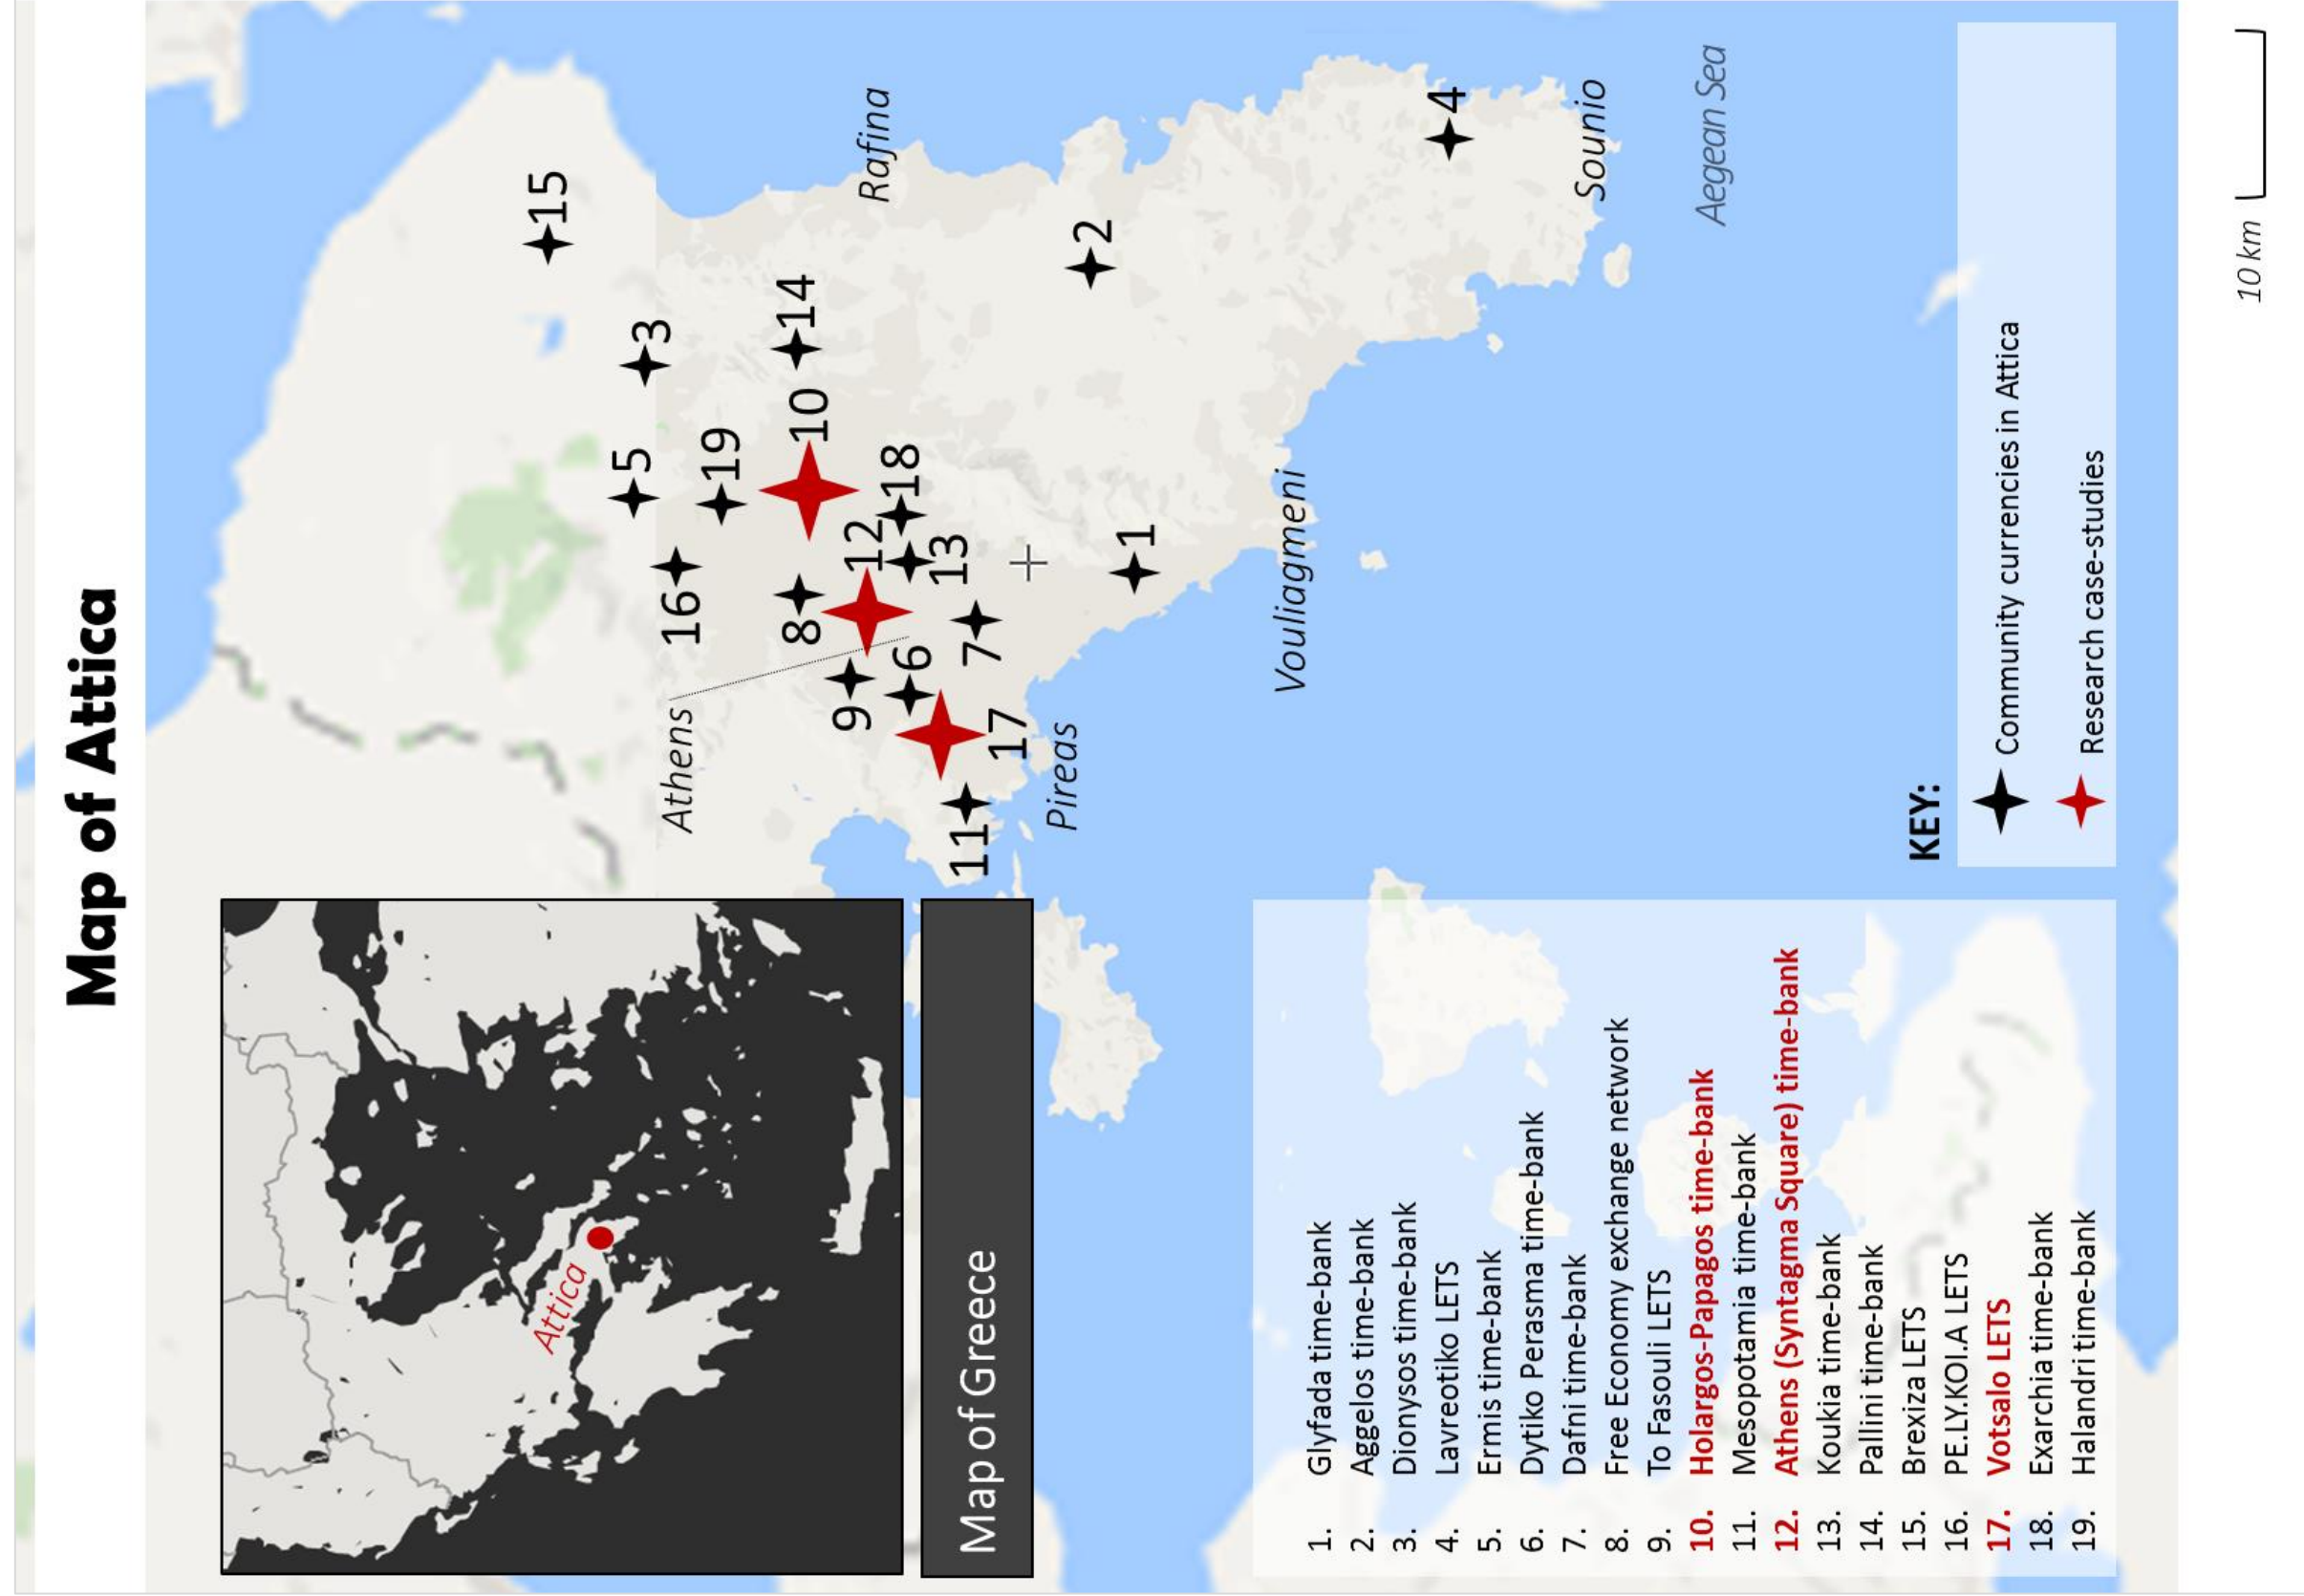 Map of Attica
15
3
5
14
19
10
16
18
8
12
13
9
6
7
17
11
2
1
4
Athens
Rafina
Pireas
Vouliagmeni
Sounio
Aegean Sea
Attica
Map of Greece
1. Glyfada time-bank
2. Aggelos time-bank
3. Dionysos time-bank
4. Lavreotiko LETS
5. Ermis time-bank
6. Dytiko Perasma time-bank
7. Dafni time-bank
8. Free Economy exchange network
9. To Fasouli LETS
10. Holargos-Papagos time-bank
11. Mesopotamia time-bank
12. Athens (Syntagma Square) time-bank
13. Koukia time-bank
14. Pallini time-bank
15. Brexiza LETS
16. PE.LY.KOI.A LETS
17. Votsalo LETS
18. Exarchia time-bank
19. Halandri time-bank
KEY:
Community currencies in Attica
Research case-studies
10 km